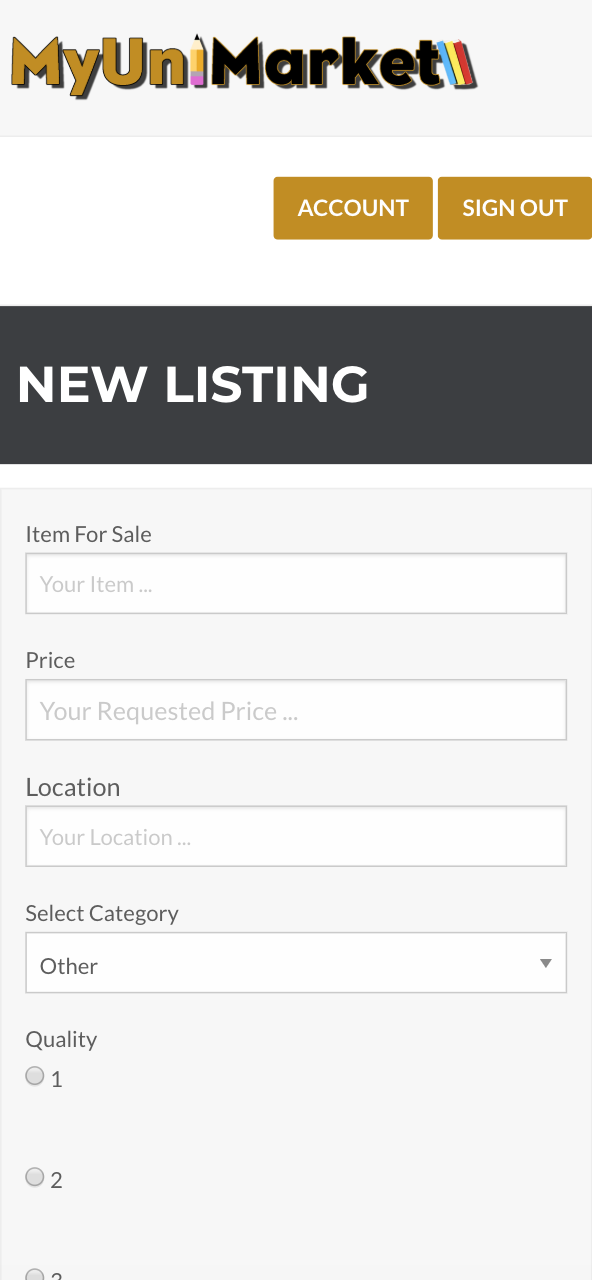 MyUniMarket
ACCOUNT SIGN OUT
NEW LISTING
Item For Sale
Your Item ...
Price
Your Requested Price ...
Location
Your Location ...
Select Category
Other
Quality
1
2
3